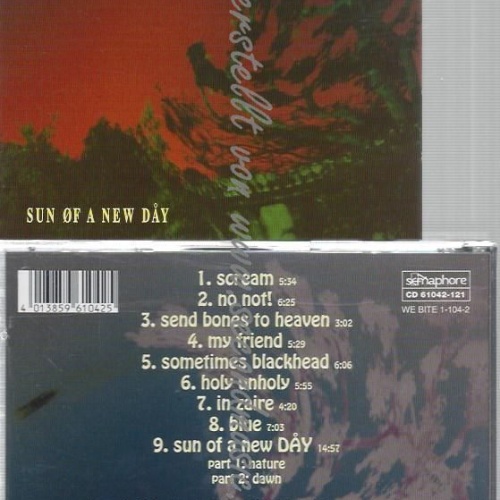 erstellt von
SUN ØF A NEW DÅY
4 013859 610425
1. scream 5:34
2. no not! 6:25
3. send bones to heaven 3:02
4. my friend 5:29
5. sometimes blackhead 6:06
6. holy unholy 5:55
7. in zaire 4:20
8. blue 7:03
9. sun of a new DÅY 14:57
part 1: nature
part 2: dawn
semaphore
CD 61042-121
WE BITE 1-104-2